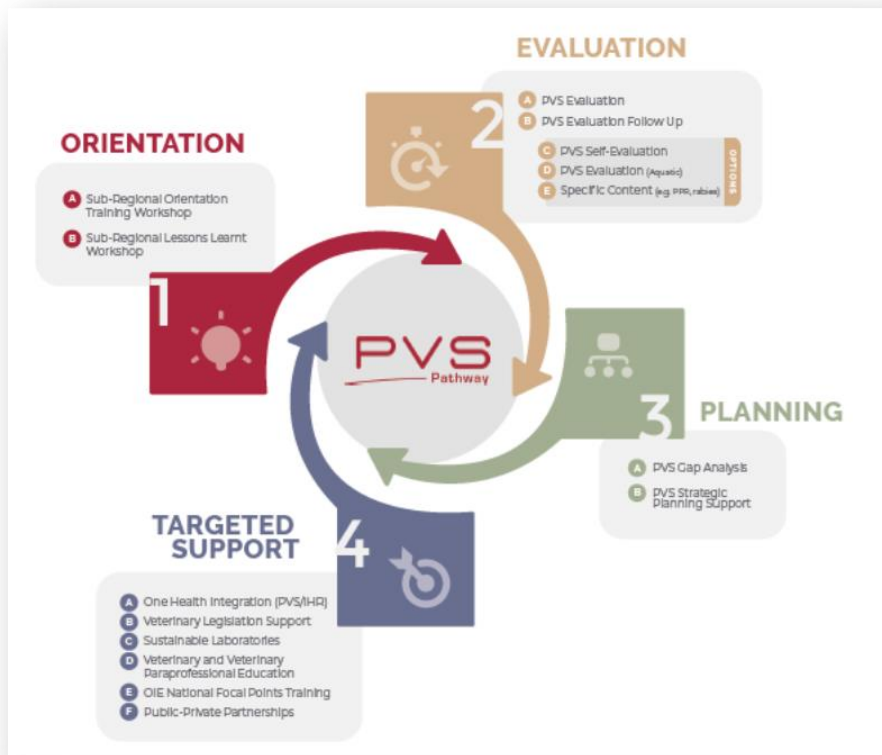 ORIENTATION
A Sub-Regional Orientation
Training Workshop
B Sub-Regional Lessons Learnt
Workshop
1
EVALUATION
A PVS Evaluation
B PVS Evaluation Follow Up
C PVS Self-Evaluation
D PVS Evaluation (Aquatic)
E Specific Content (e.g. PPR, rabies)
OPTIONS
2
PVS
Pathway
3
PLANNING
A PVS Gap Analysis
B PVS Strategic
Planning Support
TARGETED
SUPPORT
4
A One Health Integration (PVS/IHR)
B Veterinary Legislation Support
C Sustainable Laboratories
D Veterinary and Veterinary
Paraprofessional Education
E OIE National Focal Points Training
F Public-Private Partnerships